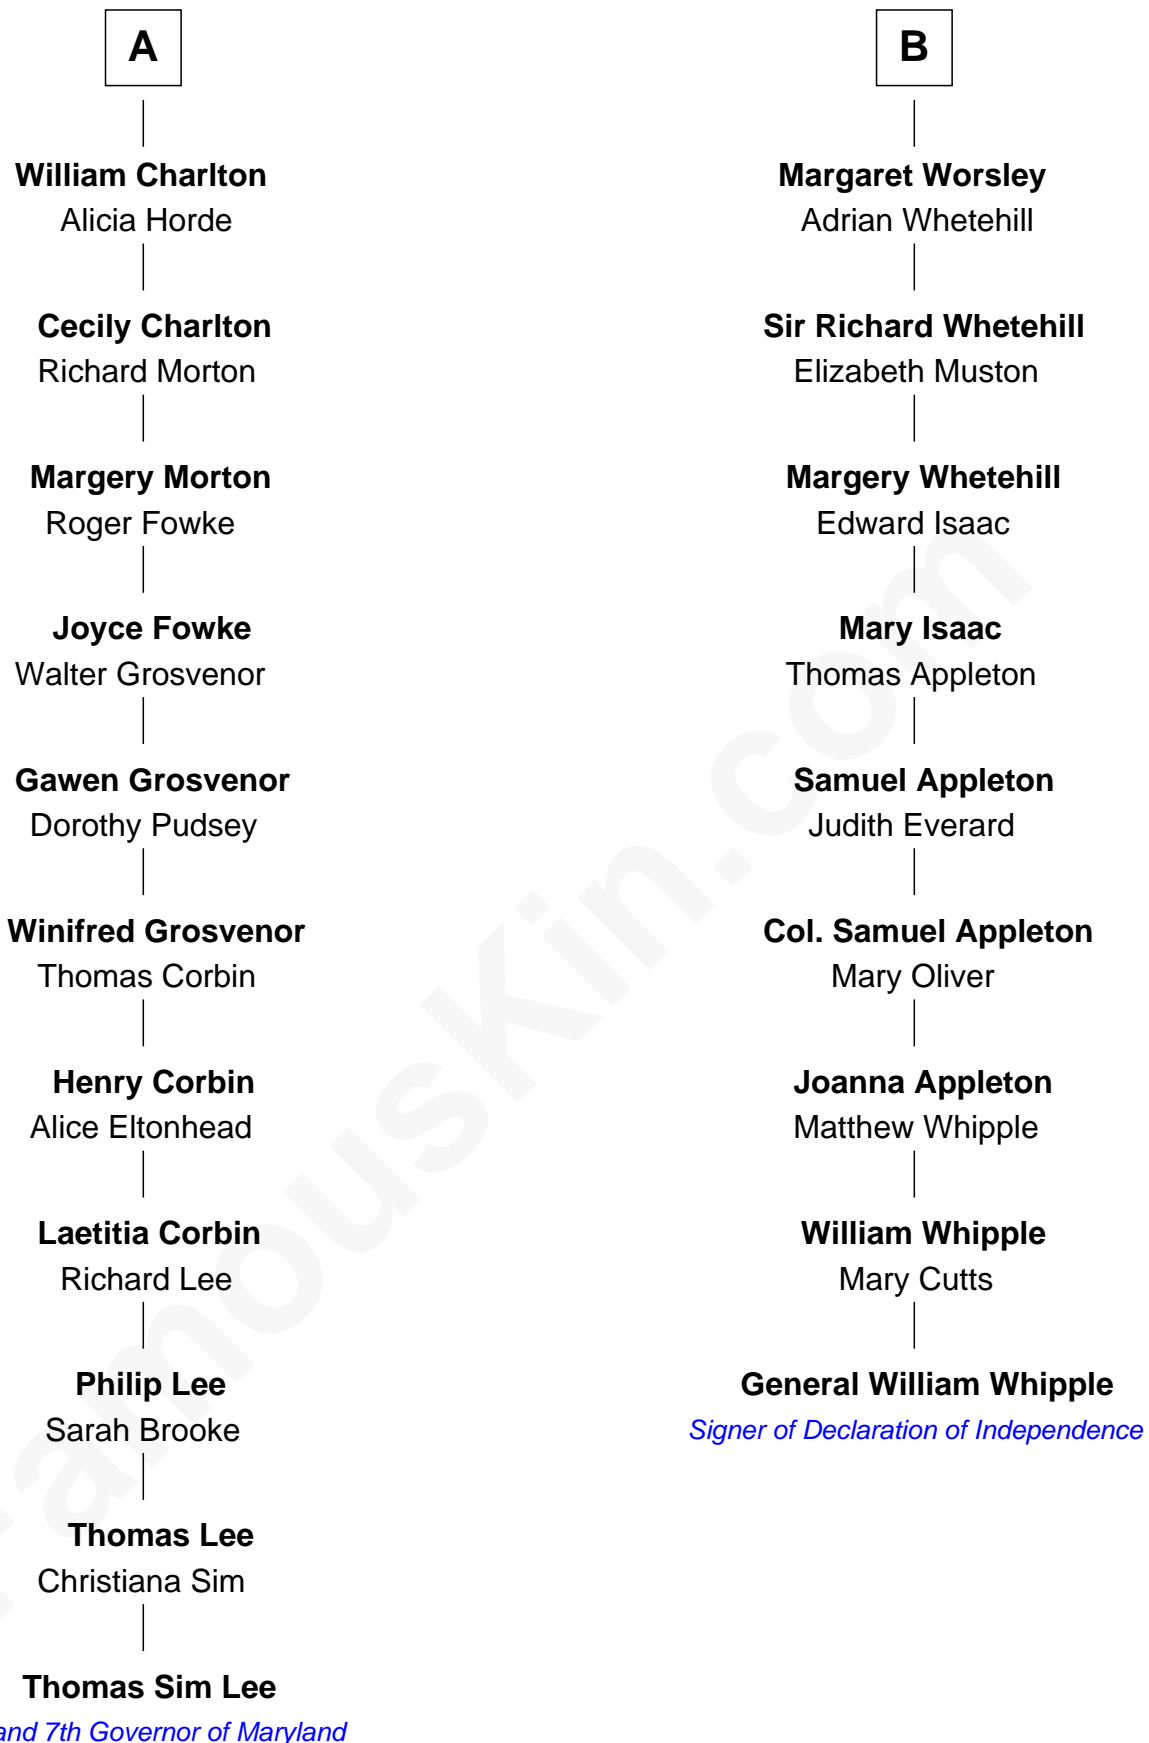 A
William Charlton
Alicia Horde
Cecily Charlton
Richard Morton
Margery Morton
Roger Fowke
Joyce Fowke
Walter Grosvenor
Gawen Grosvenor
Dorothy Pudsey
Winifred Grosvenor
Thomas Corbin
Henry Corbin
Alice Eltonhead
Laetitia Corbin
Richard Lee
Philip Lee
Sarah Brooke
Thomas Lee
Christiana Sim
Thomas Sim Lee
and 7th Governor of Maryland
B
Margaret Worsley
Adrian Whetehill
Sir Richard Whetehill
Elizabeth Muston
Margery Whetehill
Edward Isaac
Mary Isaac
Thomas Appleton
Samuel Appleton
Judith Everard
Col. Samuel Appleton
Mary Oliver
Joanna Appleton
Matthew Whipple
William Whipple
Mary Cutts
General William Whipple
Signer of Declaration of Independence
FamousKin.com